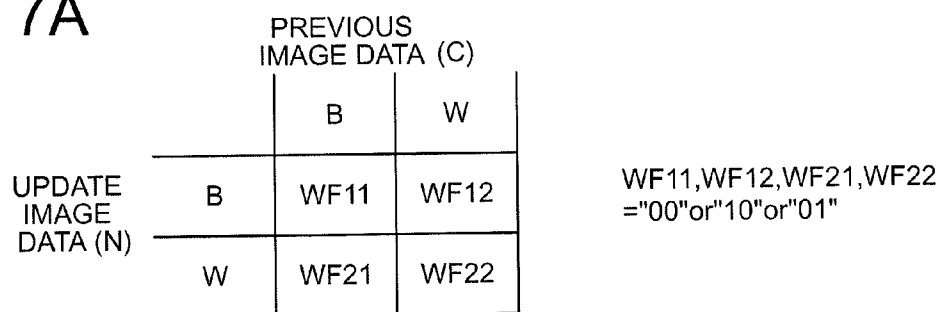 7A
PREVIOUS
IMAGE DATA (C)
B W
UPDATE
IMAGE
DATA (N)
B WF11 WF12
W WF21 WF22
WF11,WF12,WF21,WF22
="00"or"10"or"01"